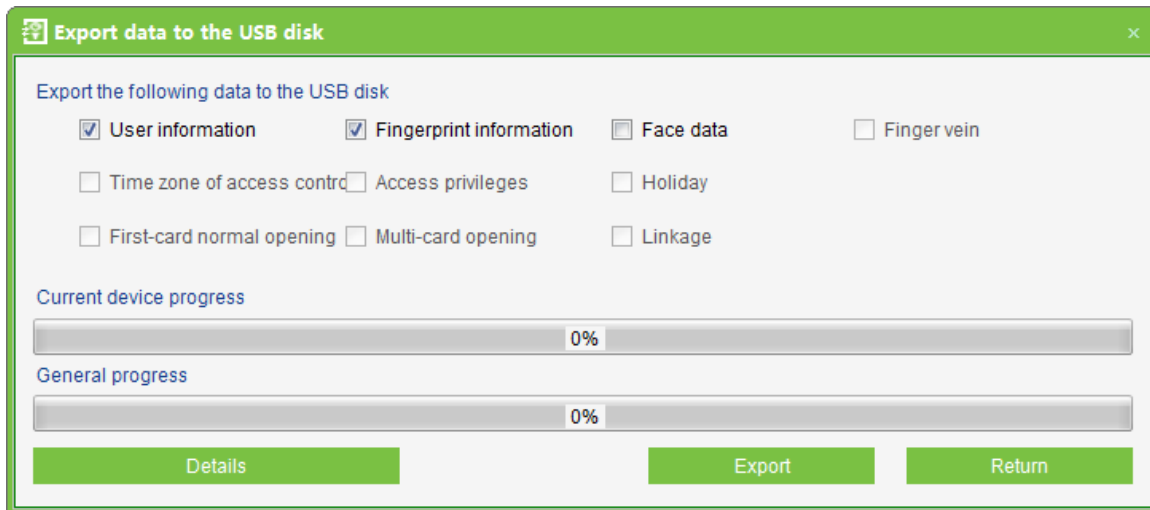 Export data to the USB disk
Export the following data to the USB disk
User information Fingerprint information Face data Finger vein
Time zone of access contro Access privileges Holiday
First-card normal opening Multi-card opening Linkage
Current device progress
0%
General progress
0%
Details Export Return